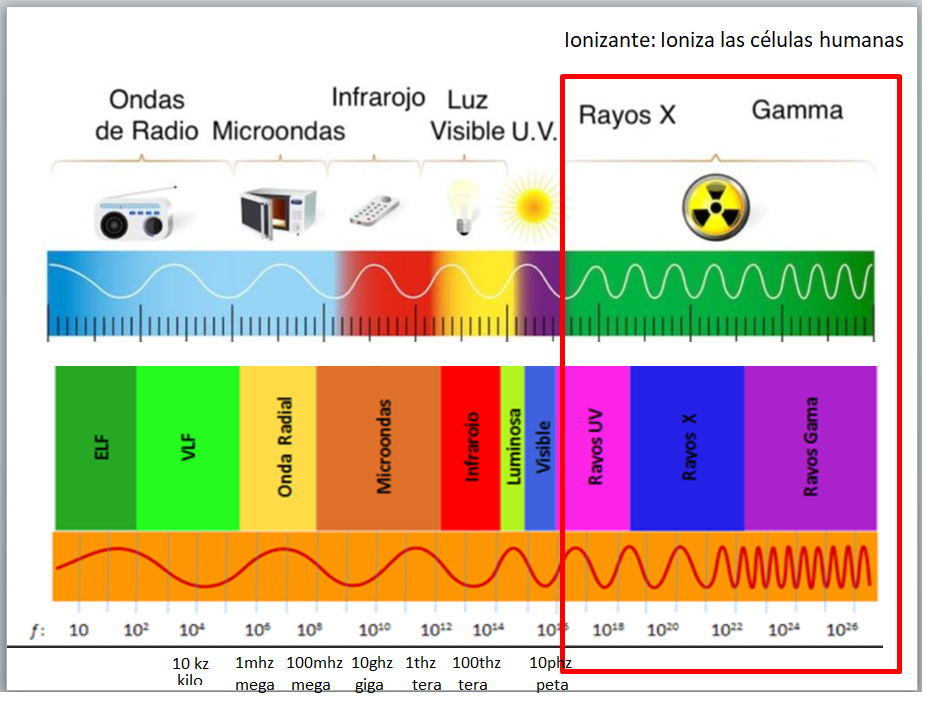 Ionizante: Ioniza las células humanas
Ondas
de Radio
Microondas
Infrarojo
Luz
Visible
U.V.
Rayos X
Gamma
ELF
VLF
Onda Radial
Microondas
Infraroio
Luminosa
Visible
Rayos UV
Rayos X
Rayos Gama
f: 10 10² 10⁴ 10⁶ 10⁸ 10¹⁰ 10¹² 10¹⁴ 10¹⁸ 10²⁰ 10²² 10²⁴ 10²⁶
10 kz 1mhz 100mhz 10ghz 1thz 100thz 10phz
kilo mega mega giga tera tera peta